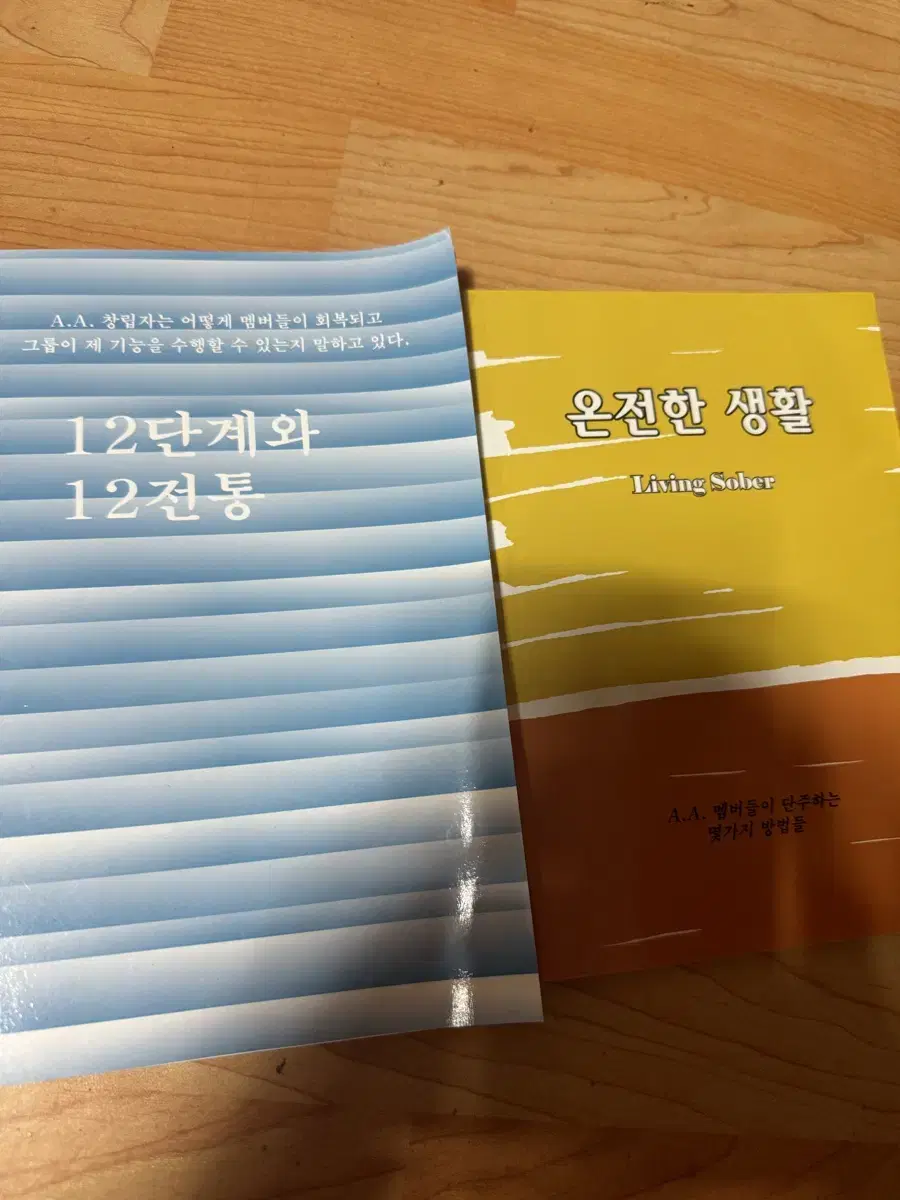 A.A. 창립자는 어떻게 멤버들이 회복되고
그룹이 제 기능을 수행할 수 있는지 말하고 있다.
12단계와
12전통
온전한 생활
Living Sober
A.A. 멤버들이 단주하는
몇가지 방법들